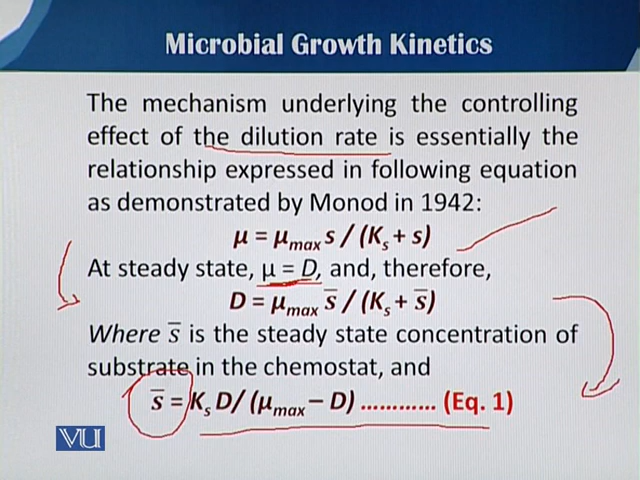 Microbial Growth Kinetics
The mechanism underlying the controlling
effect of the dilution rate is essentially the
relationship expressed in following equation
as demonstrated by Monod in 1942:
μ = μmax s / (Ks + s)
At steady state, μ = D, and, therefore,
D = μmax s̅ / (Ks + s̅)
Where s̅ is the steady state concentration of
substrate in the chemostat, and
s̅ = Ks D/ (μmax – D) ............ (Eq. 1)
VU